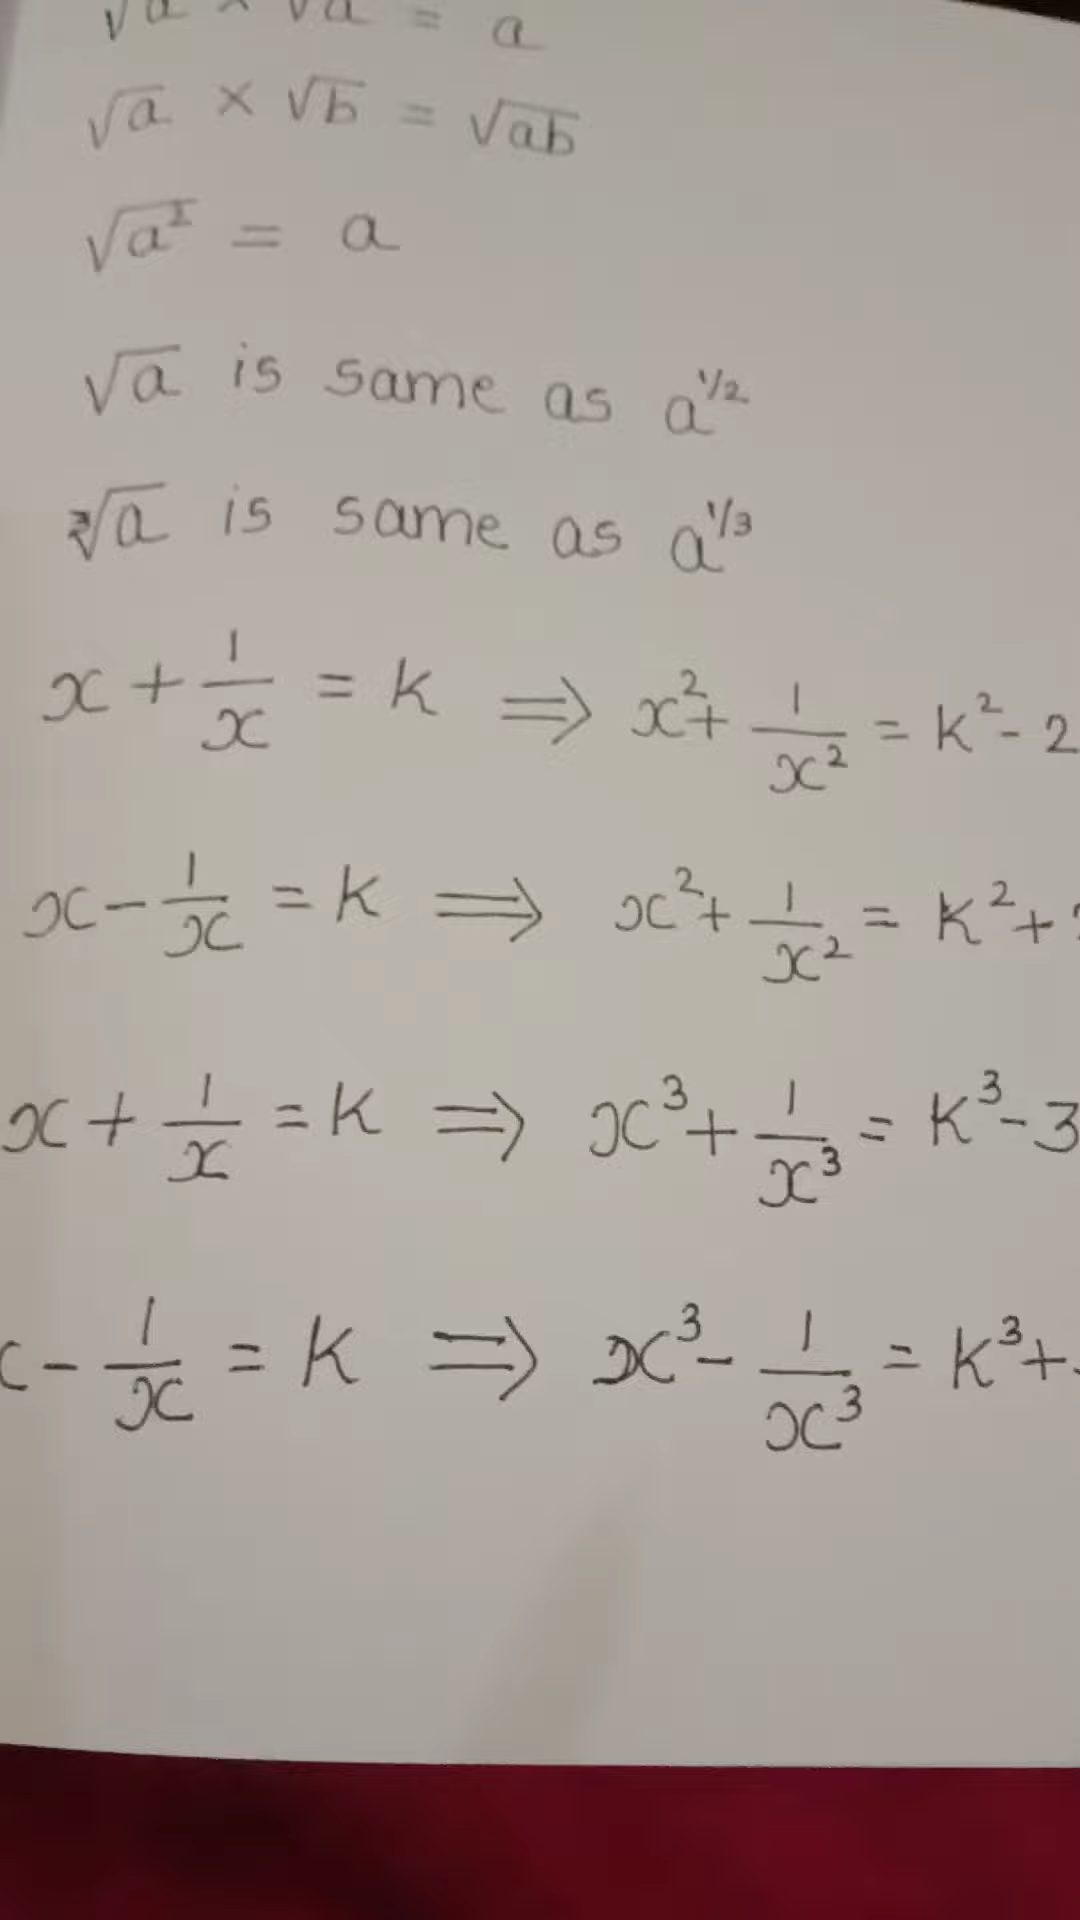 √a × √a = a
√a × √b = √ab
√a² = a
√a is same as a^1/2
∛a is same as a^1/3
x + 1/x = k ⇒ x² + 1/x² = k² - 2
x - 1/x = k ⇒ x² + 1/x² = k² +
x + 1/x = k ⇒ x³ + 1/x³ = k³ - 3
x - 1/x = k ⇒ x³ - 1/x³ = k³ +